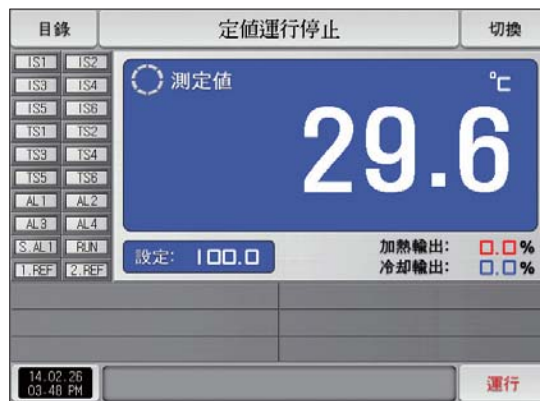 目錄 定値運行停止 切換
IS1 IS2
IS3 IS4
IS5 IS6
TS1 TS2
TS3 TS4
TS5 TS6
AL1 AL2
AL3 AL4
S.AL1 RUN
1.REF 2.REF
測定値 ℃
29.6
設定: 100.0
加熱輸出: 0.0%
冷却輸出: 0.0%
14.02.26
03:48 PM
運行